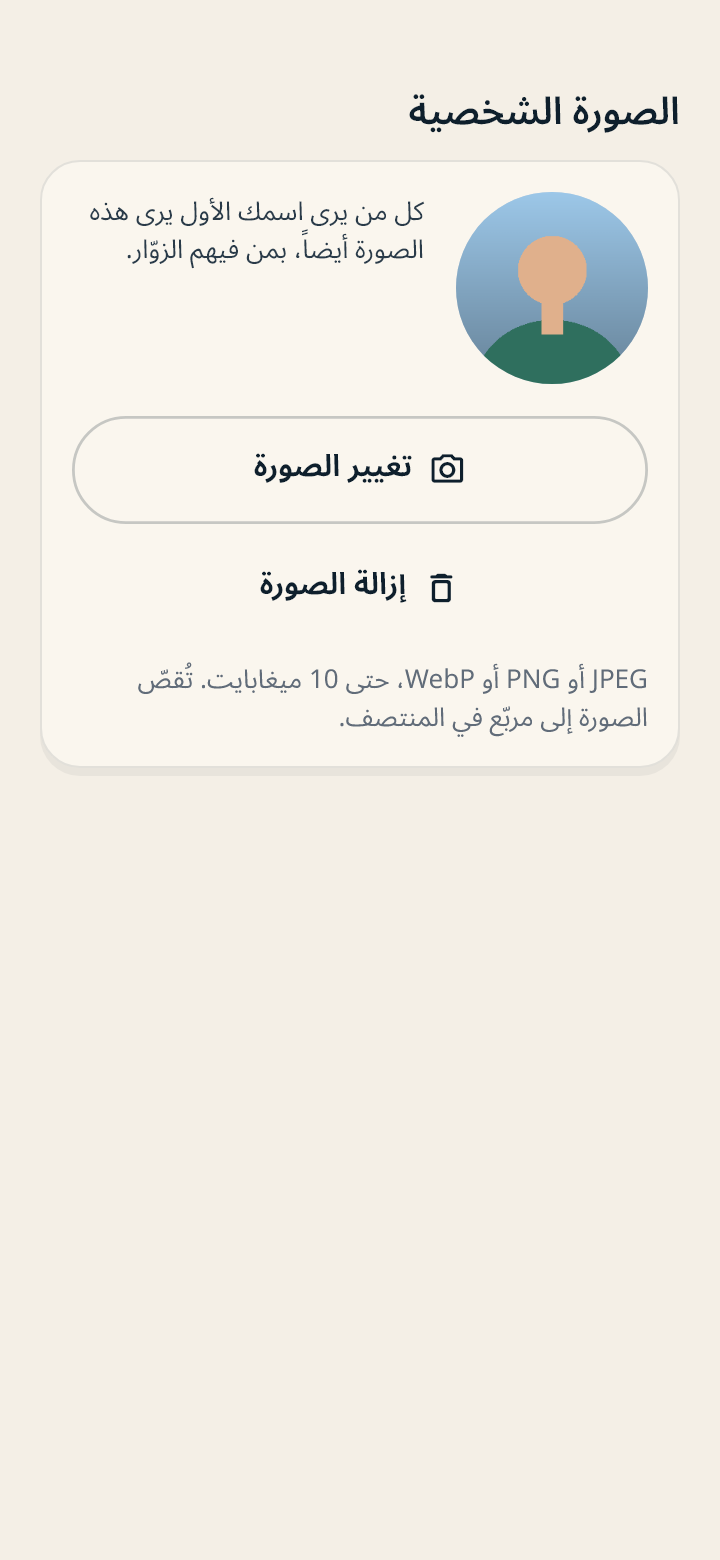 الصورة الشخصية
كل من يرى اسمك الأول يرى هذه
الصورة أيضاً، بمن فيهم الزوّار.
تغيير الصورة
إزالة الصورة
JPEG أو PNG أو WebP، حتى 10 ميغابايت. تُقصّ
الصورة إلى مربّع في المنتصف.